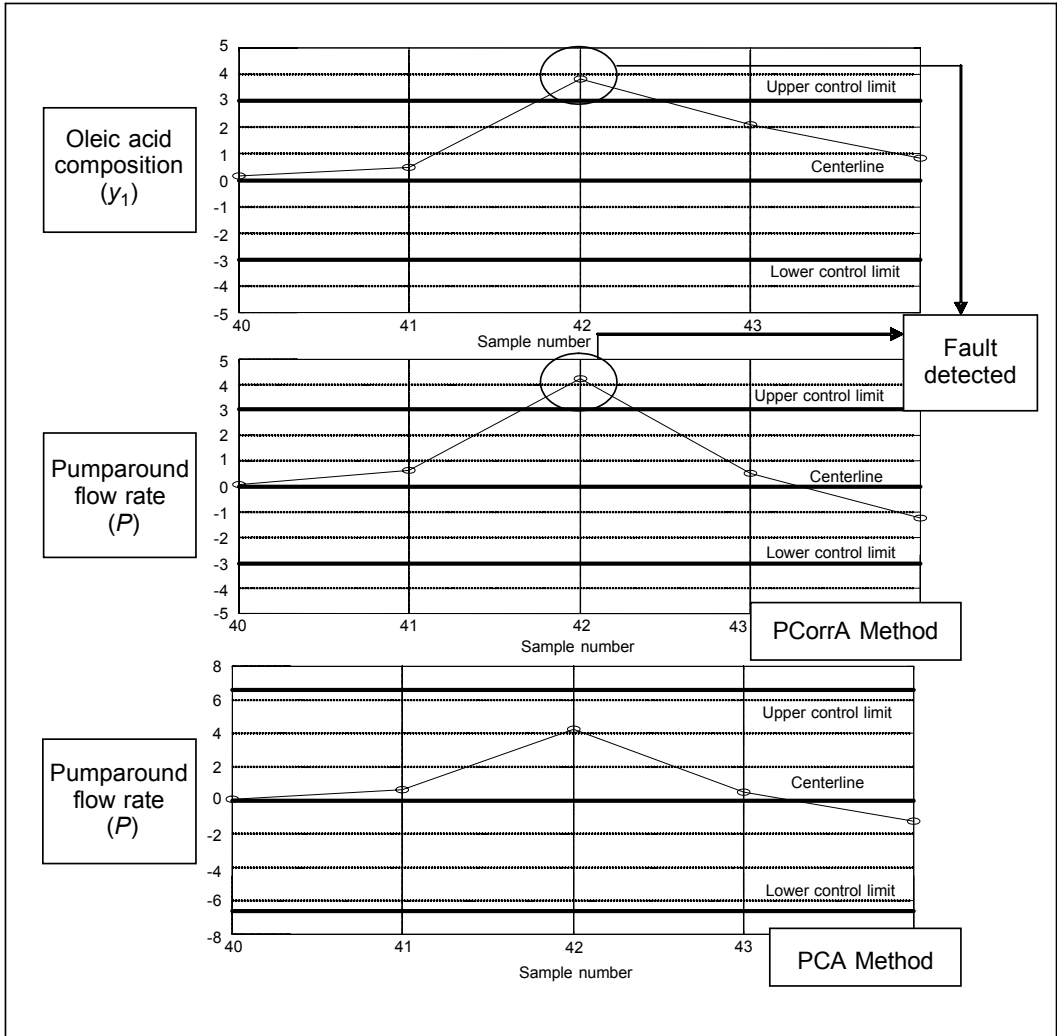 5
4
3
2
1
0
-1
-2
-3
-4
-5
Upper control limit
Centerline
Lower control limit
Oleic acid
composition
(y1)
40
41
42
43
Sample number
Fault
detected
5
4
3
2
1
0
-1
-2
-3
-4
-5
Upper control limit
Centerline
Lower control limit
Pumparound
flow rate
(P)
40
41
42
43
Sample number
PCorrA Method
8
6
4
2
0
-2
-4
-6
-8
Upper control limit
Centerline
Lower control limit
Pumparound
flow rate
(P)
40
41
42
43
Sample number
PCA Method